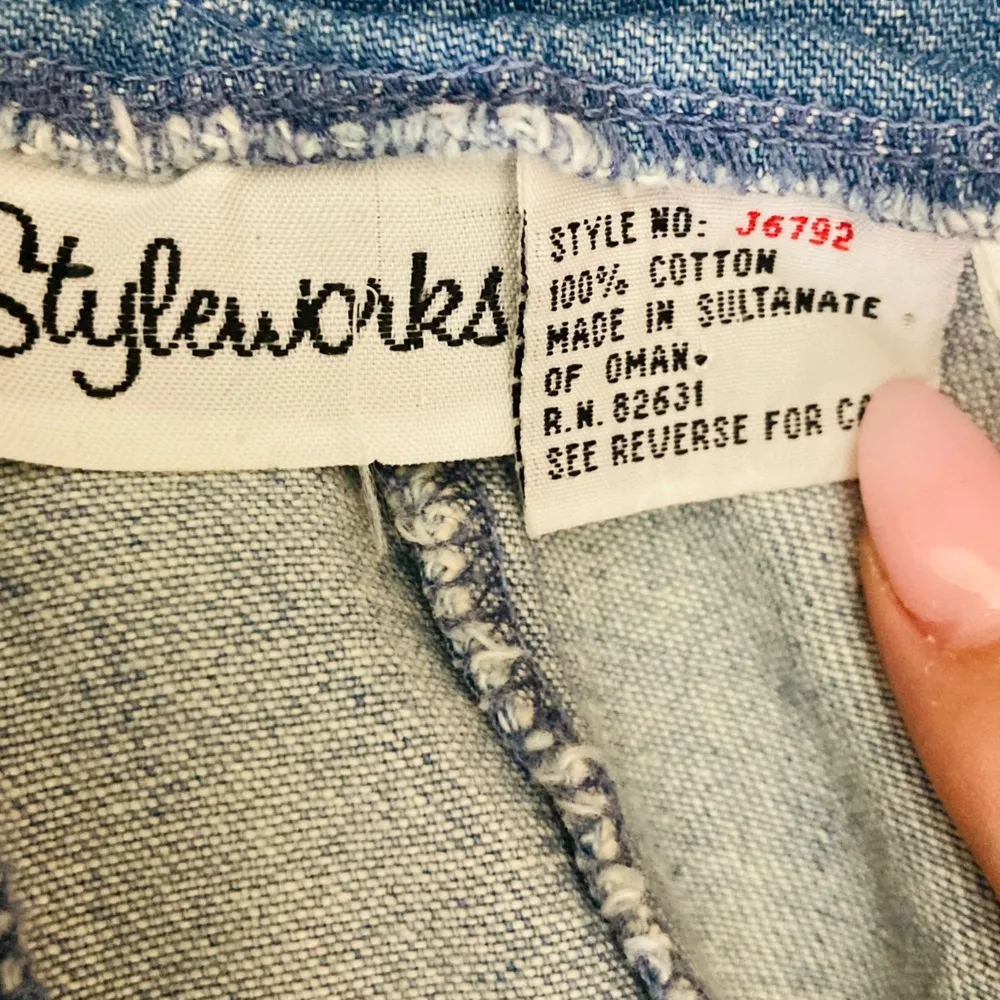 Styleworks
STYLE NO: J6792
100% COTTON
MADE IN SULTANATE
OF OMAN.
R.N. 82631
SEE REVERSE FOR